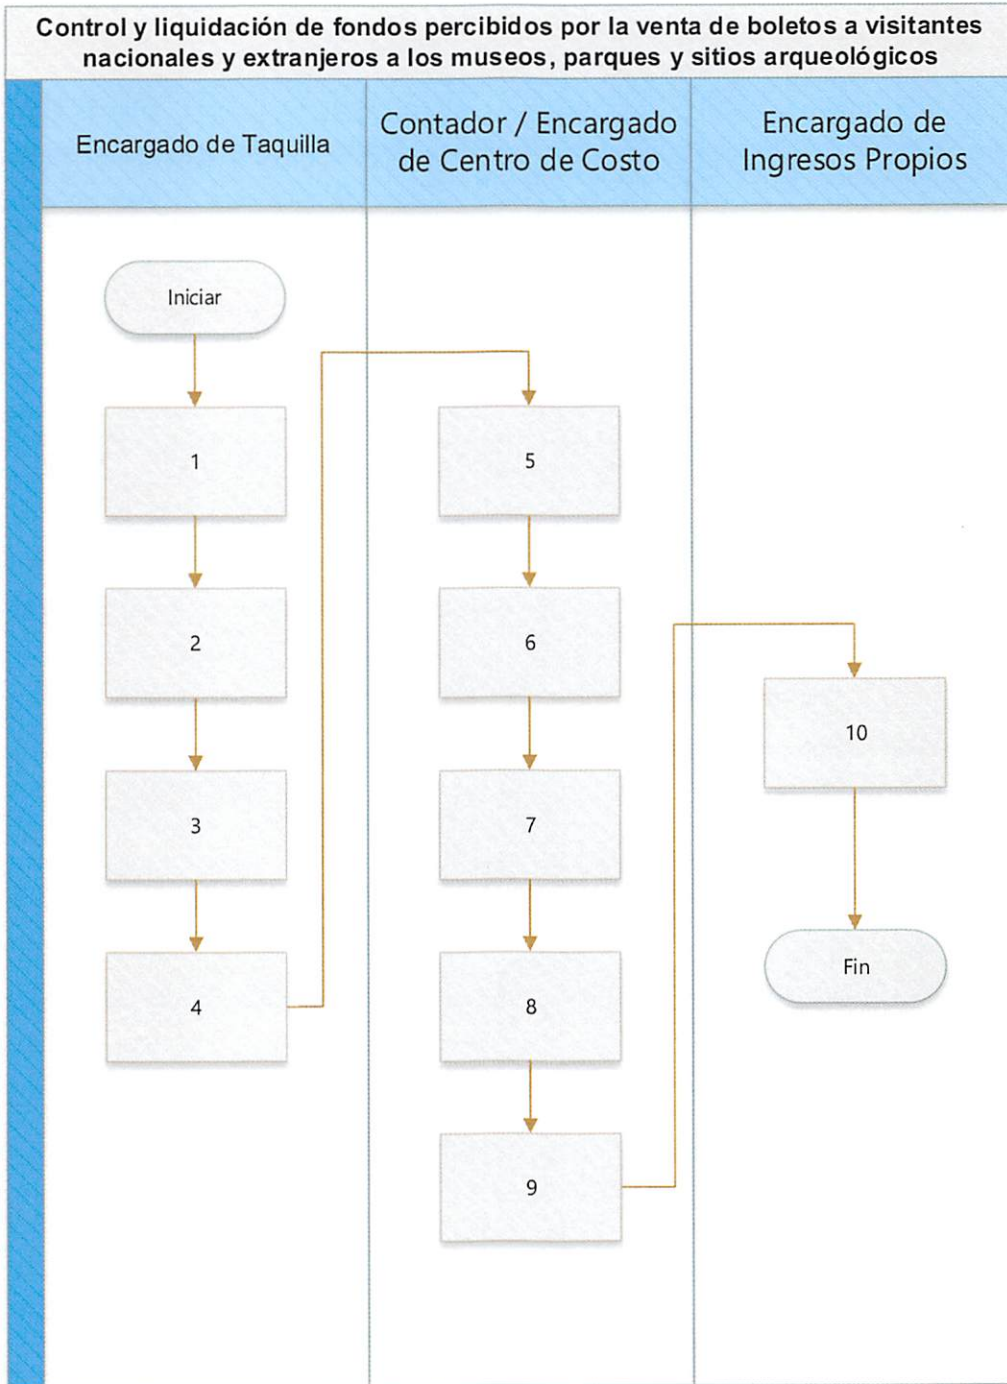 Control y liquidación de fondos percibidos por la venta de boletos a visitantes
nacionales y extranjeros a los museos, parques y sitios arqueológicos
Encargado de Taquilla
Contador / Encargado
de Centro de Costo
Encargado de
Ingresos Propios
Iniciar
1
2
3
4
5
6
7
8
9
10
Fin